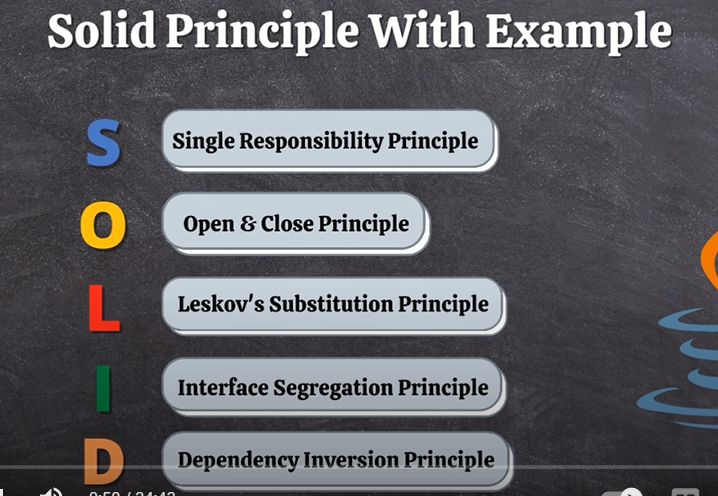 Solid Principle With Example
S Single Responsibility Principle
O Open & Close Principle
L Leskov's Substitution Principle
I Interface Segregation Principle
D Dependency Inversion Principle